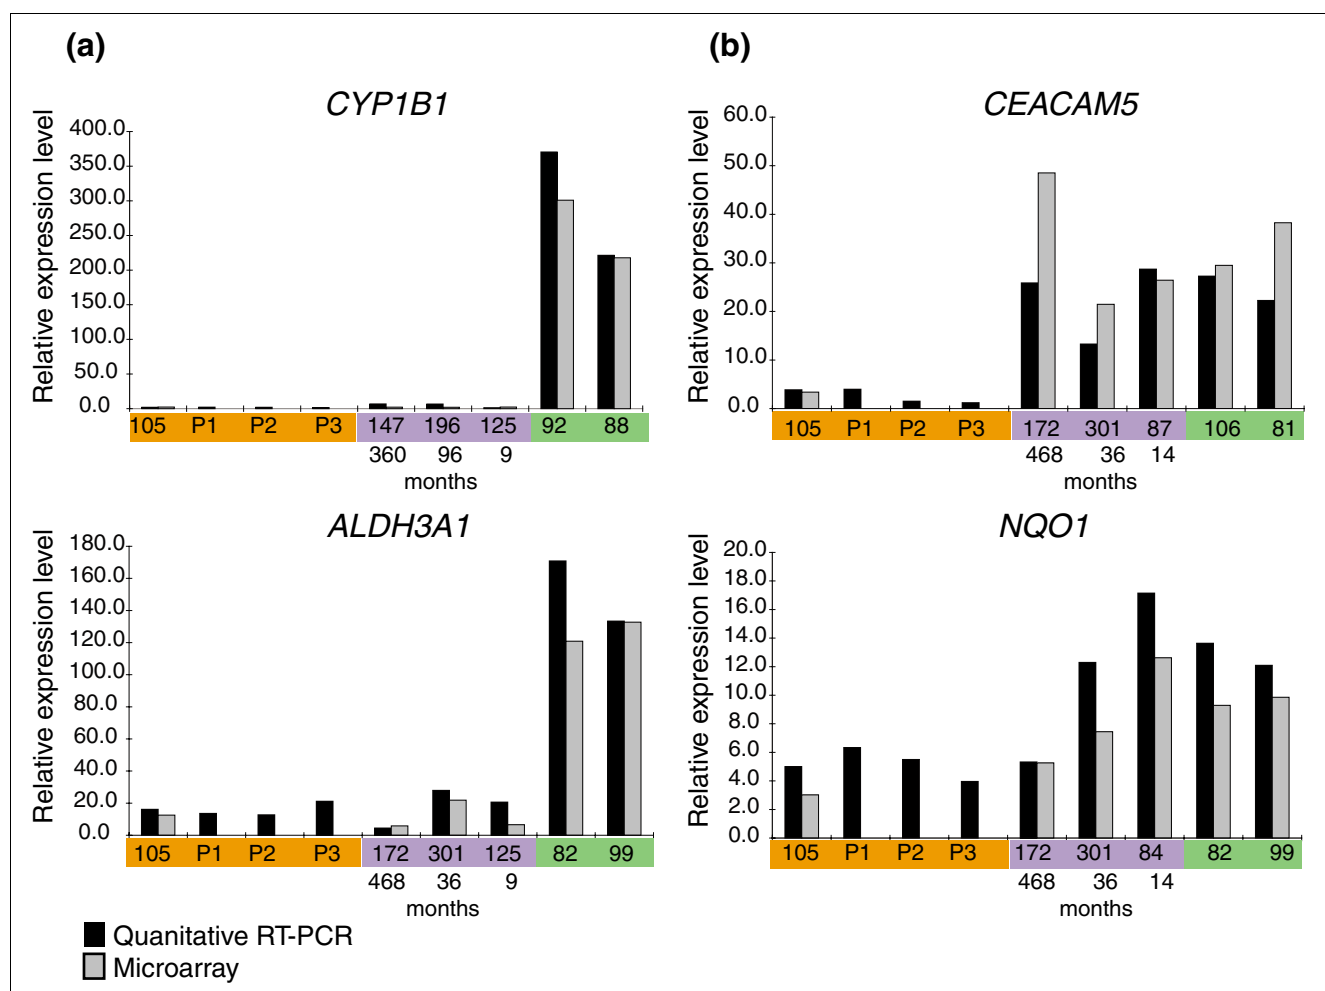 (a)
CYP1B1
Relative expression level
400.0
350.0
300.0
250.0
200.0
150.0
100.0
50.0
0.0
105 P1 P2 P3 147 196 125 92 88
360 96 9
months
(b)
CEACAM5
Relative expression level
60.0
50.0
40.0
30.0
20.0
10.0
0.0
105 P1 P2 P3 172 301 87 106 81
468 36 14
months
ALDH3A1
Relative expression level
180.0
160.0
140.0
120.0
100.0
80.0
60.0
40.0
20.0
0.0
105 P1 P2 P3 172 301 125 82 99
468 36 9
months
NQO1
Relative expression level
20.0
18.0
16.0
14.0
12.0
10.0
8.0
6.0
4.0
2.0
0.0
105 P1 P2 P3 172 301 84 82 99
468 36 14
months
Quanitative RT-PCR
Microarray